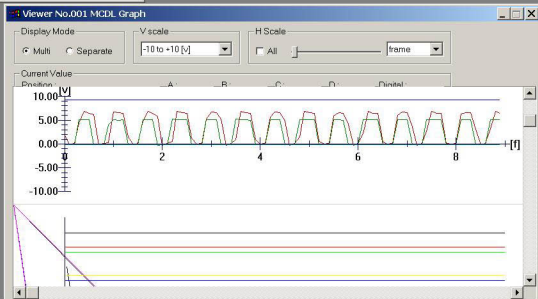 Viewer No.001 MCDL Graph
Display Mode
Multi Separate
V scale
-10 to +10 [v]
H Scale
All frame
Current Value
Position : A : B : C : D : Digital :
[V]
10.00
5.00
0.00
-5.00
-10.00
0 2 4 6 8 [f]